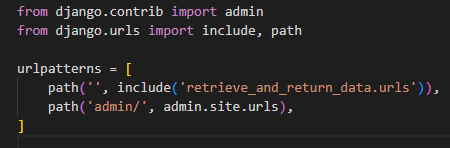 from django.contrib import admin
from django.urls import include, path

urlpatterns = [
    path('', include('retrieve_and_return_data.urls')),
    path('admin/', admin.site.urls),
]